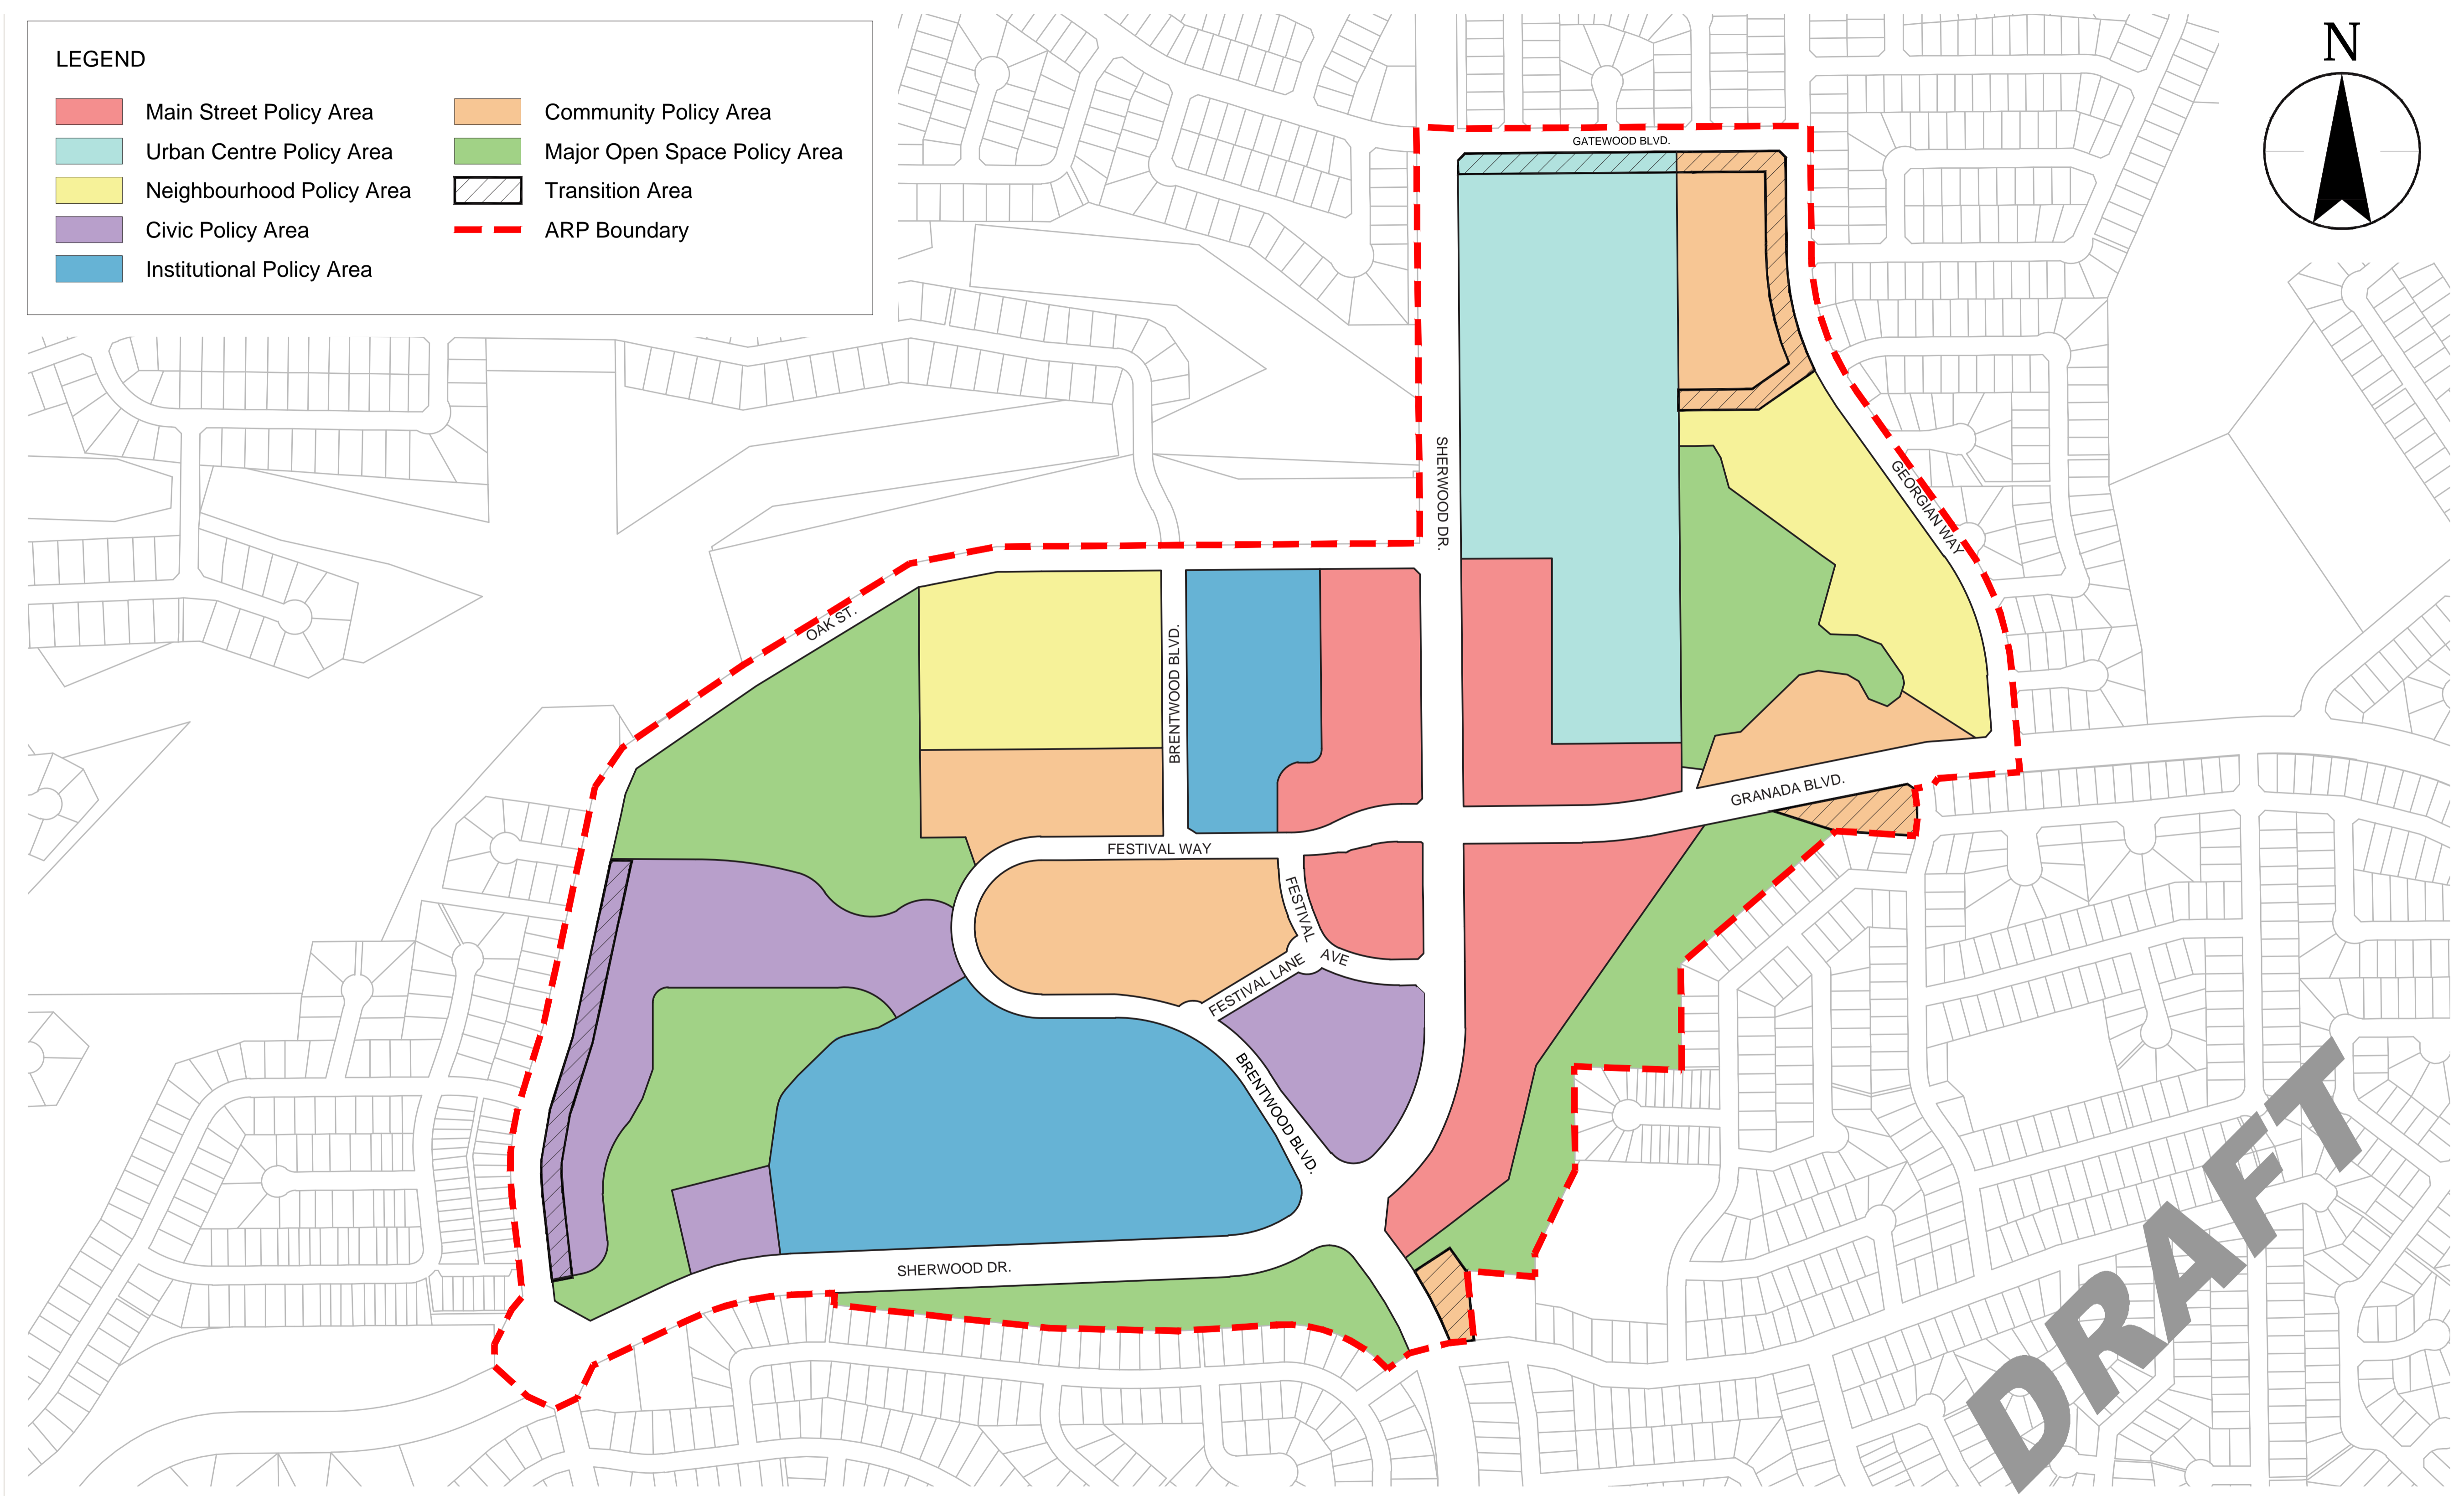 LEGEND
Main Street Policy Area
Urban Centre Policy Area
Neighbourhood Policy Area
Civic Policy Area
Institutional Policy Area
Community Policy Area
Major Open Space Policy Area
Transition Area
ARP Boundary
N
GATEWOOD BLVD.
SHERWOOD DR.
GEORGIAN WAY
OAK ST.
BRENTWOOD BLVD.
GRANADA BLVD.
FESTIVAL WAY
FESTIVAL
AVE
FESTIVAL LANE
BRENTWOOD BLVD.
SHERWOOD DR.
DRAFT